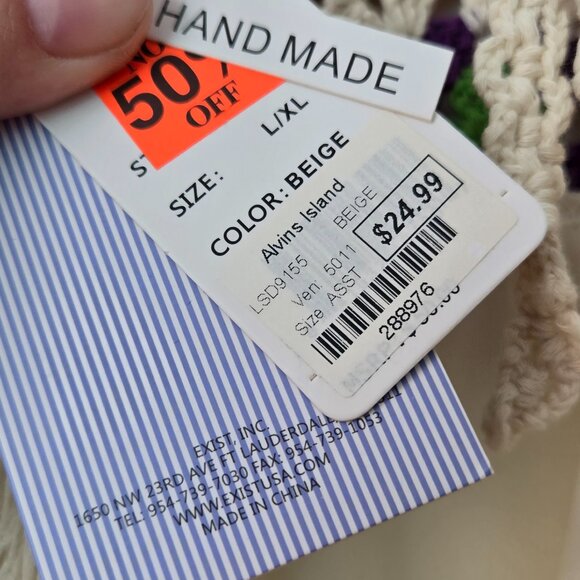 HAND MADE
50%
OFF
SIZE: L/XL
COLOR: BEIGE
Alvins Island
LSD9155 BEIGE
Ven. 5011
Size ASST
$24.99
288976
EXIST, INC.
1650 NW 23RD AVE FT LAUDERDALE,
TEL: 954-739-7030 FAX: 954-739-1053
WWW.EXISTUSA.COM
MADE IN CHINA